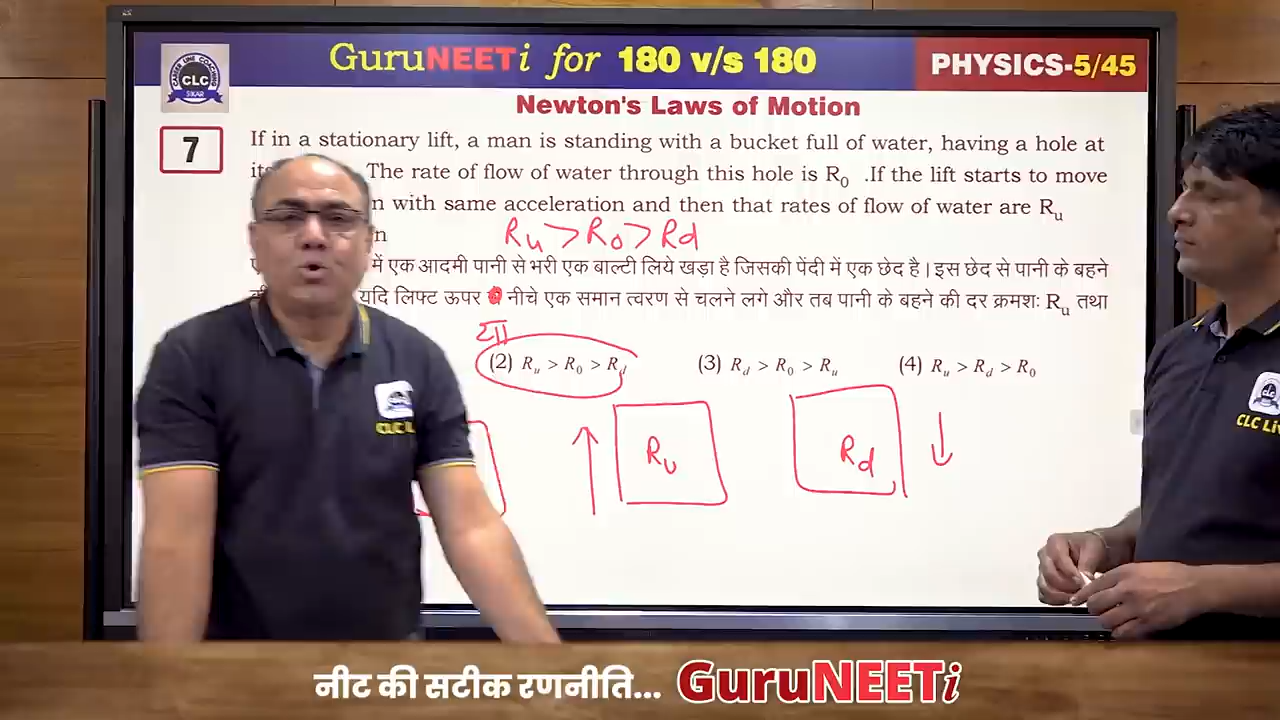 GuruNEETi for 180 v/s 180
PHYSICS-5/45
CLC
SIKAR
Newton's Laws of Motion
7
If in a stationary lift, a man is standing with a bucket full of water, having a hole at
The rate of flow of water through this hole is R0 .If the lift starts to move
with same acceleration and then that rates of flow of water are Ru
Ru > R0 > Rd
में एक आदमी पानी से भरी एक बाल्टी लिये खड़ा है जिसकी पेंदी में एक छेद है। इस छेद से पानी के बहने
यदि लिफ्ट ऊपर नीचे एक समान त्वरण से चलने लगे और तब पानी के बहने की दर क्रमशः Ru तथा
या
(2) Ru > R0 > Rd (3) Rd > R0 > Ru (4) Ru > Rd > R0
Ru
Rd
CLC
CLC Li
नीट की सटीक रणनीति... GuruNEETi